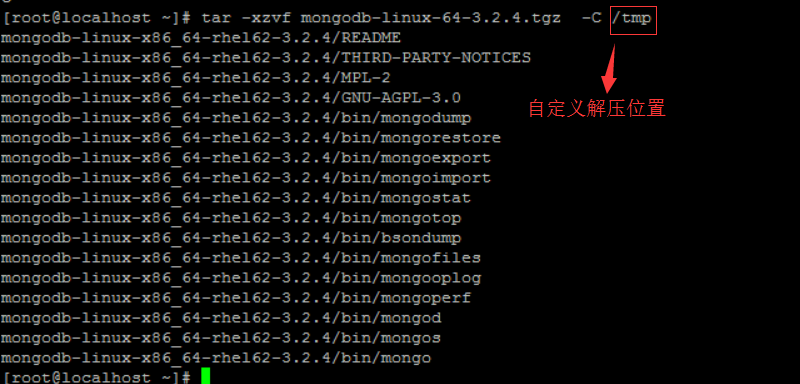 [root@localhost ~]# tar -xzvf mongodb-linux-64-3.2.4.tgz  -C /tmp
mongodb-linux-x86_64-rhel62-3.2.4/README
mongodb-linux-x86_64-rhel62-3.2.4/THIRD-PARTY-NOTICES
mongodb-linux-x86_64-rhel62-3.2.4/MPL-2
mongodb-linux-x86_64-rhel62-3.2.4/GNU-AGPL-3.0
自定义解压位置
mongodb-linux-x86_64-rhel62-3.2.4/bin/mongodump
mongodb-linux-x86_64-rhel62-3.2.4/bin/mongorestore
mongodb-linux-x86_64-rhel62-3.2.4/bin/mongoexport
mongodb-linux-x86_64-rhel62-3.2.4/bin/mongoimport
mongodb-linux-x86_64-rhel62-3.2.4/bin/mongostat
mongodb-linux-x86_64-rhel62-3.2.4/bin/mongotop
mongodb-linux-x86_64-rhel62-3.2.4/bin/bsondump
mongodb-linux-x86_64-rhel62-3.2.4/bin/mongofiles
mongodb-linux-x86_64-rhel62-3.2.4/bin/mongooplog
mongodb-linux-x86_64-rhel62-3.2.4/bin/mongoperf
mongodb-linux-x86_64-rhel62-3.2.4/bin/mongod
mongodb-linux-x86_64-rhel62-3.2.4/bin/mongos
mongodb-linux-x86_64-rhel62-3.2.4/bin/mongo
[root@localhost ~]#